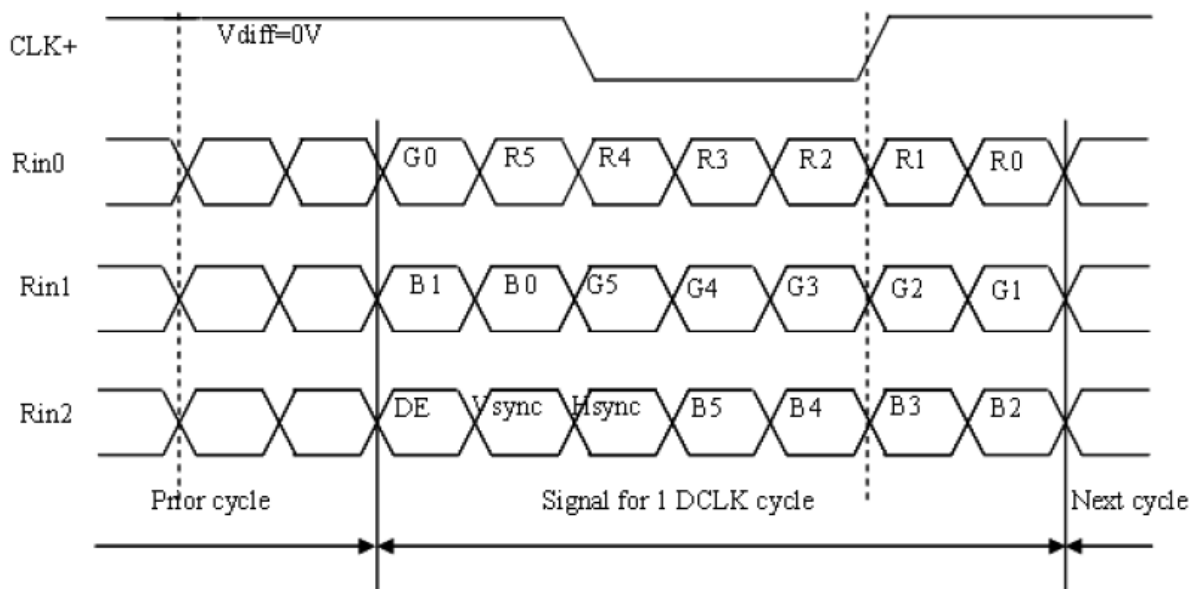 CLK+ Vdiff=0V
Rin0 G0 R5 R4 R3 R2 R1 R0
Rin1 B1 B0 G5 G4 G3 G2 G1
Rin2 DE Vsync Hsync B5 B4 B3 B2
Prior cycle Signal for 1 DCLK cycle Next cycle